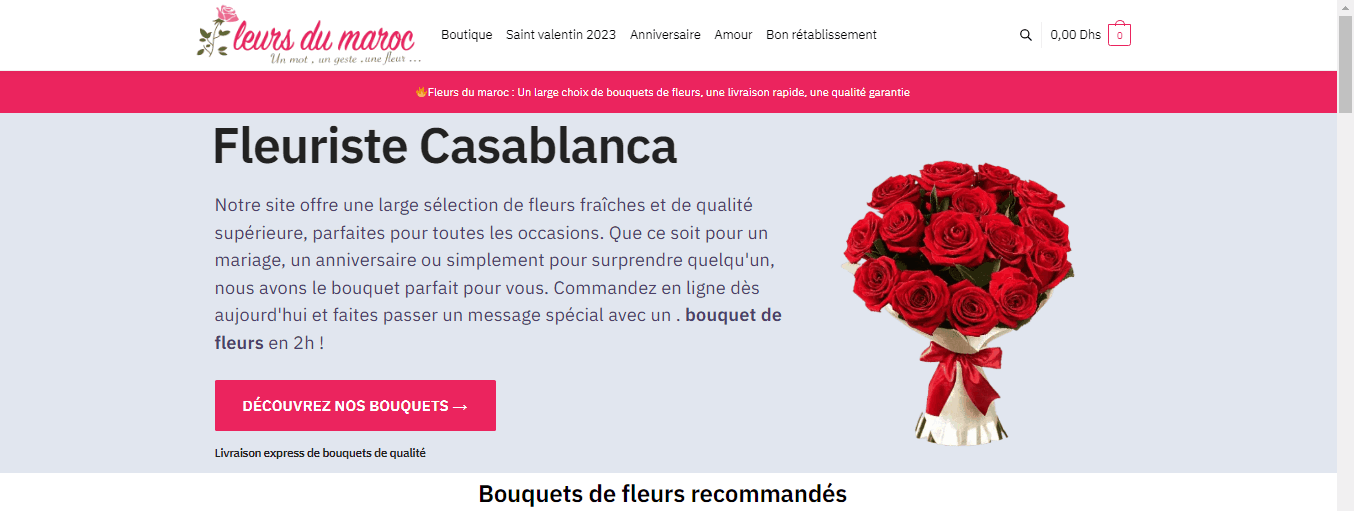 leurs du maroc
Un mot , un geste .une fleur ...
Boutique Saint valentin 2023 Anniversaire Amour Bon rétablissement
0,00 Dhs 0
🔥Fleurs du maroc : Un large choix de bouquets de fleurs, une livraison rapide, une qualité garantie
Fleuriste Casablanca
Notre site offre une large sélection de fleurs fraîches et de qualité
supérieure, parfaites pour toutes les occasions. Que ce soit pour un
mariage, un anniversaire ou simplement pour surprendre quelqu'un,
nous avons le bouquet parfait pour vous. Commandez en ligne dès
aujourd'hui et faites passer un message spécial avec un . bouquet de
fleurs en 2h !
DÉCOUVREZ NOS BOUQUETS →
Livraison express de bouquets de qualité
Bouquets de fleurs recommandés